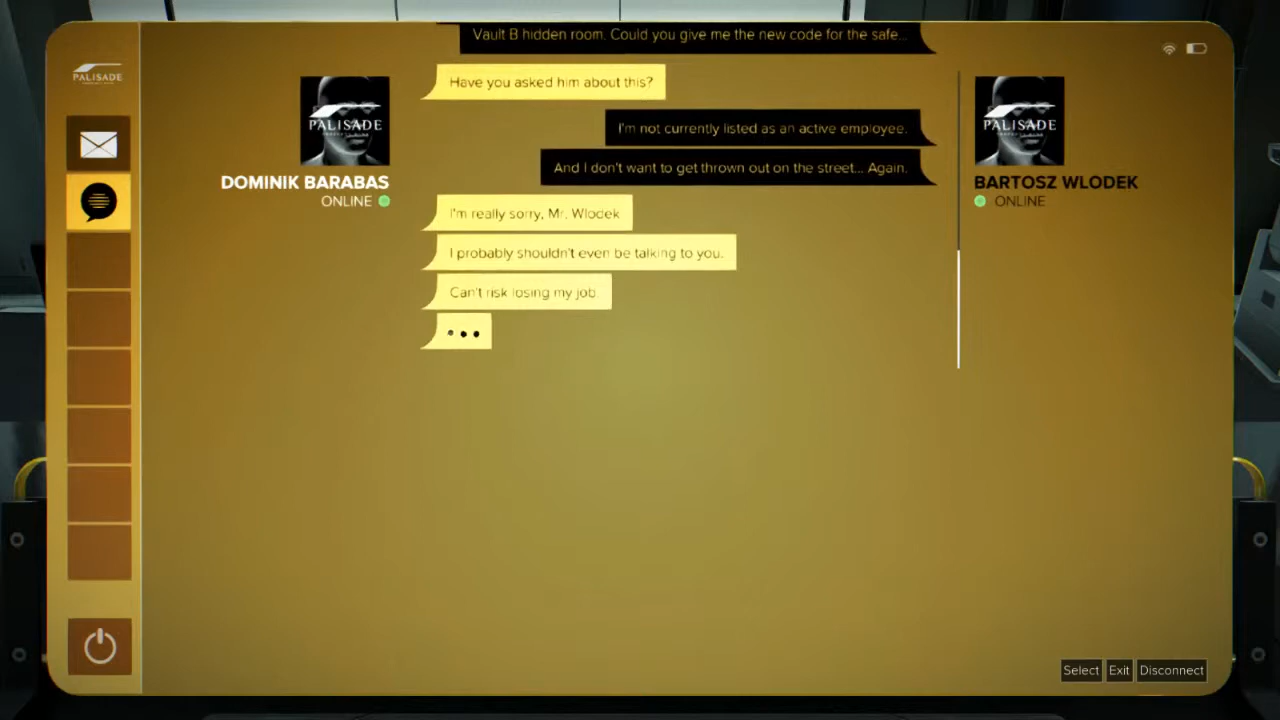 Vault B hidden room. Could you give me the new code for the safe...
PALISADE
Have you asked him about this?
PALISADE
PALISADE
I'm not currently listed as an active employee.
And I don't want to get thrown out on the street... Again.
DOMINIK BARABAS
ONLINE
BARTOSZ WLODEK
ONLINE
I'm really sorry, Mr. Wlodek
I probably shouldn't even be talking to you.
Can't risk losing my job.
Select Exit Disconnect